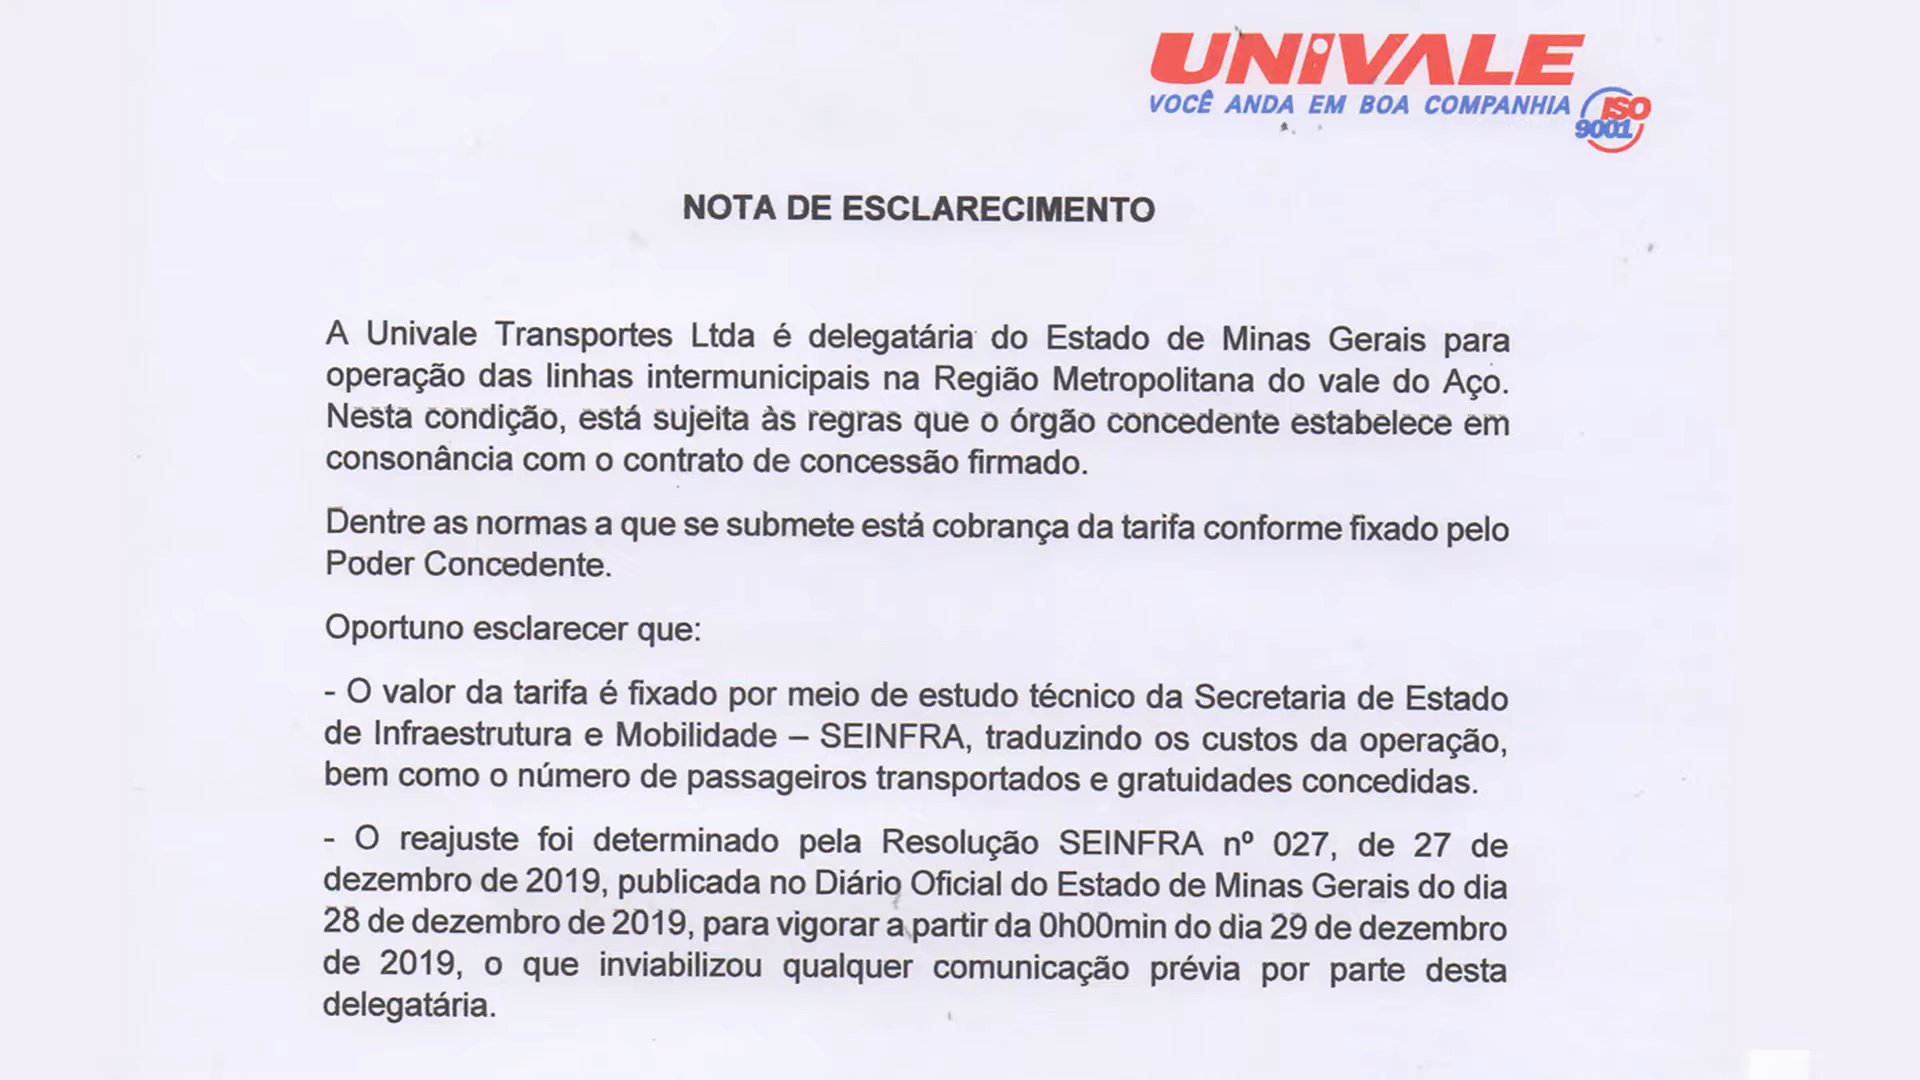 UNIVALE
VOCÊ ANDA EM BOA COMPANHIA
ISO
9001
NOTA DE ESCLARECIMENTO
A Univale Transportes Ltda é delegatária do Estado de Minas Gerais para
operação das linhas intermunicipais na Região Metropolitana do vale do Aço.
Nesta condição, está sujeita às regras que o órgão concedente estabelece em
consonância com o contrato de concessão firmado.
Dentre as normas a que se submete está cobrança da tarifa conforme fixado pelo
Poder Concedente.
Oportuno esclarecer que:
- O valor da tarifa é fixado por meio de estudo técnico da Secretaria de Estado
de Infraestrutura e Mobilidade – SEINFRA, traduzindo os custos da operação,
bem como o número de passageiros transportados e gratuidades concedidas.
- O reajuste foi determinado pela Resolução SEINFRA nº 027, de 27 de
dezembro de 2019, publicada no Diário Oficial do Estado de Minas Gerais do dia
28 de dezembro de 2019, para vigorar a partir da 0h00min do dia 29 de dezembro
de 2019, o que inviabilizou qualquer comunicação prévia por parte desta
delegatária.